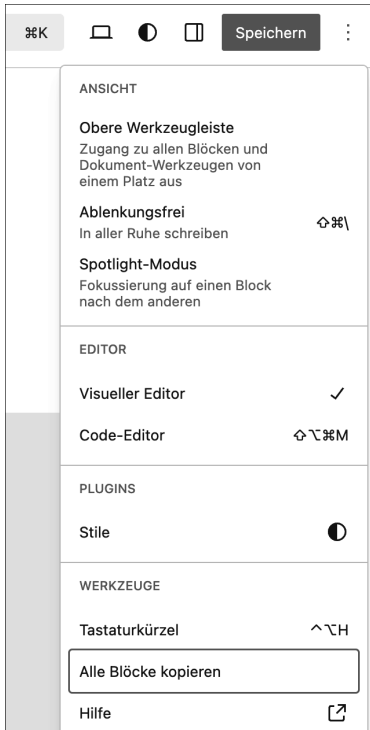 ⌘K
Speichern
ANSICHT
Obere Werkzeugleiste
Zugang zu allen Blöcken und
Dokument-Werkzeugen von
einem Platz aus
Ablenkungsfrei ⇧⌘\
In aller Ruhe schreiben
Spotlight-Modus
Fokussierung auf einen Block
nach dem anderen
EDITOR
Visueller Editor
Code-Editor ⇧⌥⌘M
PLUGINS
Stile
WERKZEUGE
Tastaturkürzel ^⌥H
Alle Blöcke kopieren
Hilfe